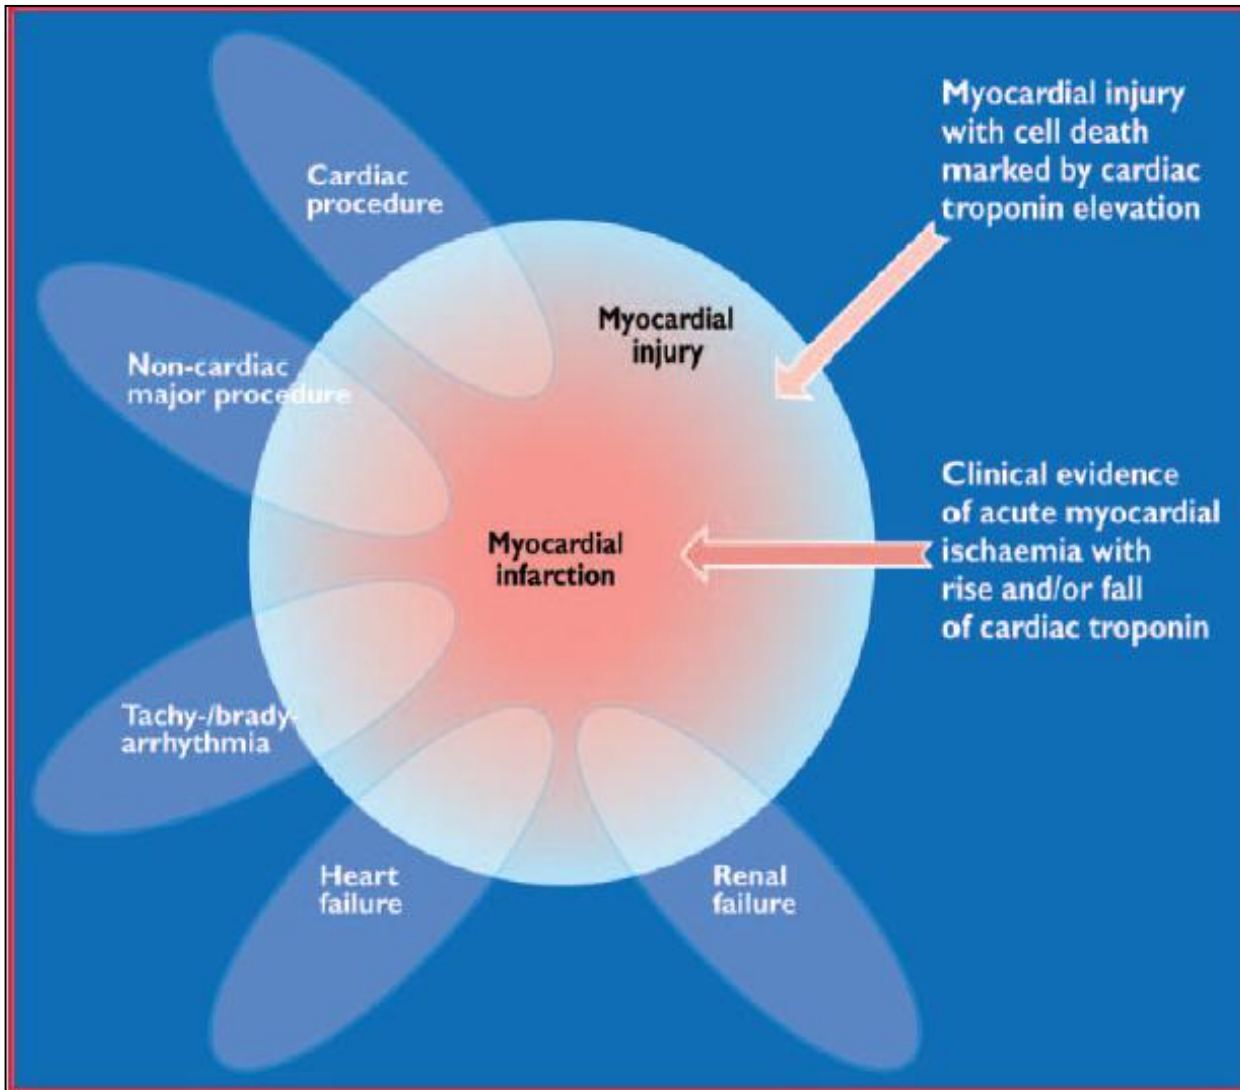 Myocardial injury
with cell death
marked by cardiac
troponin elevation
Cardiac
procedure
Myocardial
injury
Non-cardiac
major procedure
Clinical evidence
of acute myocardial
ischaemia with
rise and/or fall
of cardiac troponin
Myocardial
infarction
Tachy-/brady-
arrhythmia
Heart
failure
Renal
failure